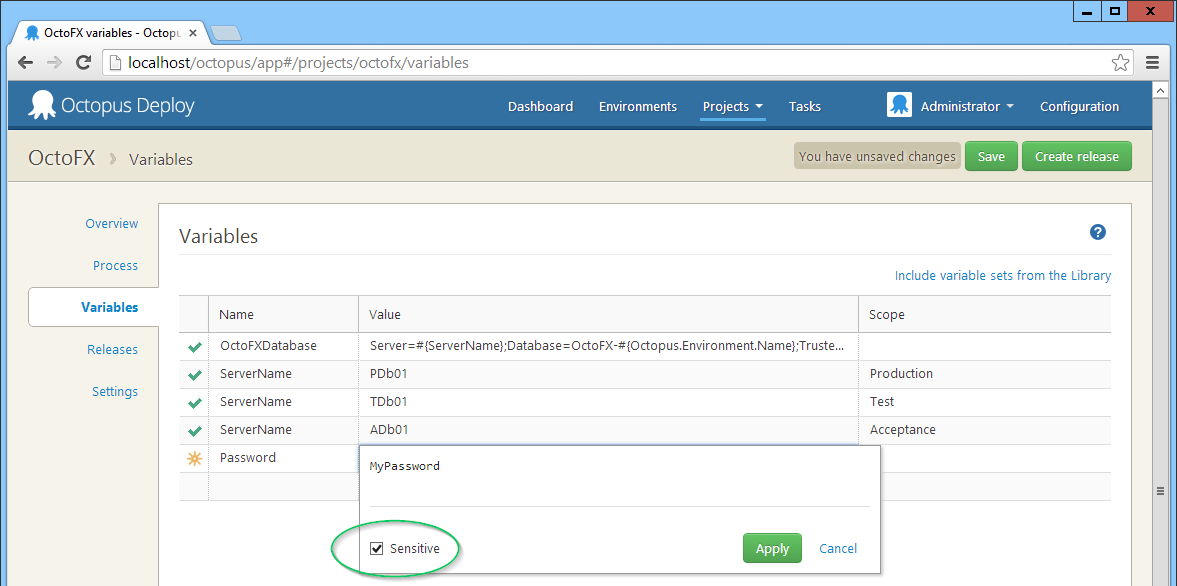 OctoFX variables - Octopu
localhost/octopus/app#/projects/octofx/variables
Octopus Deploy Dashboard Environments Projects Tasks Administrator Configuration
OctoFX Variables You have unsaved changes Save Create release
Overview
Process
Variables
Releases
Settings
Variables
?
Include variable sets from the Library
Name Value Scope
OctoFXDatabase Server=#{ServerName};Database=OctoFX-#{Octopus.Environment.Name};Truste...
ServerName PDb01 Production
ServerName TDb01 Test
ServerName ADb01 Acceptance
Password
MyPassword
Sensitive Apply Cancel